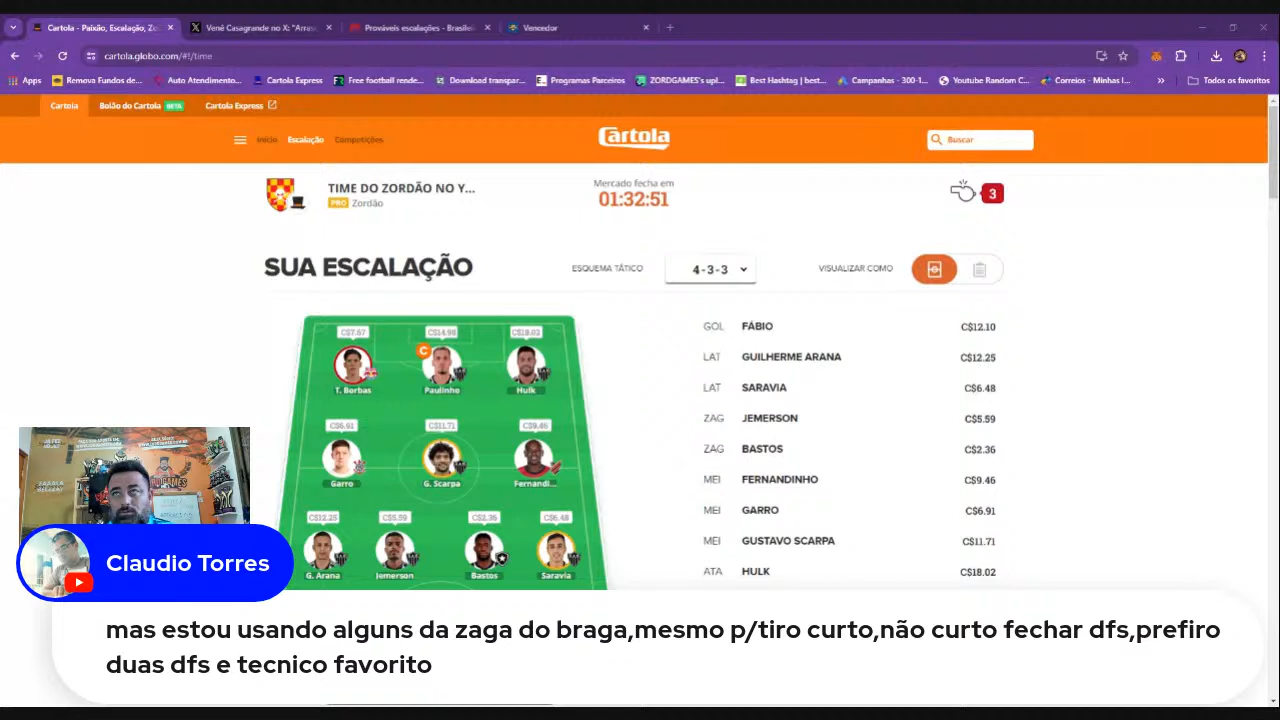 Cartola - Paixão, Escalação, Zo
Venê Casagrande no X: "Arras
Prováveis escalações - Brasilei
Vencedor
cartola.globo.com/#!/time
Apps
Remova Fundos de...
Auto Atendimento...
Cartola Express
Free football rende...
Download transpar...
Programas Parceiros
ZORDGAMES's upl...
Best Hashtag | best...
Campanhas - 300-1...
Youtube Random C...
Correios - Minhas I...
»
Todos os favoritos
Cartola
Bolão do Cartola BETA
Cartola Express
Início
Escalação
Competições
Cartola
Buscar
TIME DO ZORDÃO NO Y...
PRO Zordão
Mercado fecha em
01:32:51
3
SUA ESCALAÇÃO
ESQUEMA TÁTICO
4-3-3
VISUALIZAR COMO
C$7.67
C$14.98
C$18.02
C
T. Borbas
Paulinho
Hulk
C$6.91
C$11.71
C$9.46
Garro
G. Scarpa
Fernandi...
C$12.25
C$5.59
C$2.36
C$6.48
G. Arana
Jemerson
Bastos
Saravia
GOL FÁBIO C$12.10
LAT GUILHERME ARANA C$12.25
LAT SARAVIA C$6.48
ZAG JEMERSON C$5.59
ZAG BASTOS C$2.36
MEI FERNANDINHO C$9.46
MEI GARRO C$6.91
MEI GUSTAVO SCARPA C$11.71
ATA HULK C$18.02
Claudio Torres
mas estou usando alguns da zaga do braga,mesmo p/tiro curto,não curto fechar dfs,prefiro
duas dfs e tecnico favorito